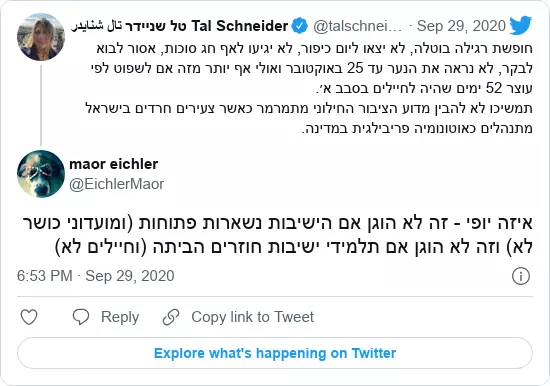 Tal Schneider טל שניידר تال شنايدر @talschnei… · Sep 29, 2020
חופשת רגילה בוטלה, לא יצאו ליום כיפור, לא יגיעו לאף חג סוכות, אסור לבוא
לבקר, לא נראה את הנער עד 25 באוקטובר ואולי אף יותר מזה אם לשפוט לפי
עוצר 52 ימים שהיה לחיילים בסבב א׳.
תמשיכו לא להבין מדוע הציבור החילוני מתמרמר כאשר צעירים חרדים בישראל
מתנהלים כאוטונומיה פריבילגית במדינה.
maor eichler
@EichlerMaor
איזה יופי - זה לא הוגן אם הישיבות נשארות פתוחות (ומועדוני כושר
לא) וזה לא הוגן אם תלמידי ישיבות חוזרים הביתה (וחיילים לא)
6:53 PM · Sep 29, 2020
Reply Copy link to Tweet
Explore what's happening on Twitter